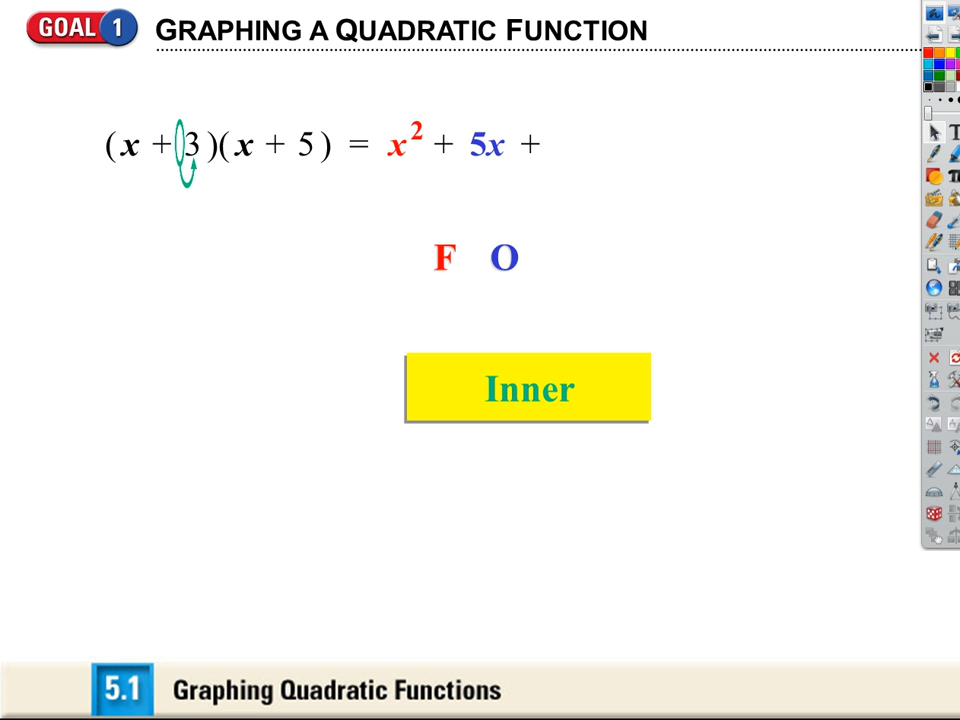 GOAL 1 GRAPHING A QUADRATIC FUNCTION
(x + 3)(x + 5) = x² + 5x +
F O
Inner
5.1 Graphing Quadratic Functions